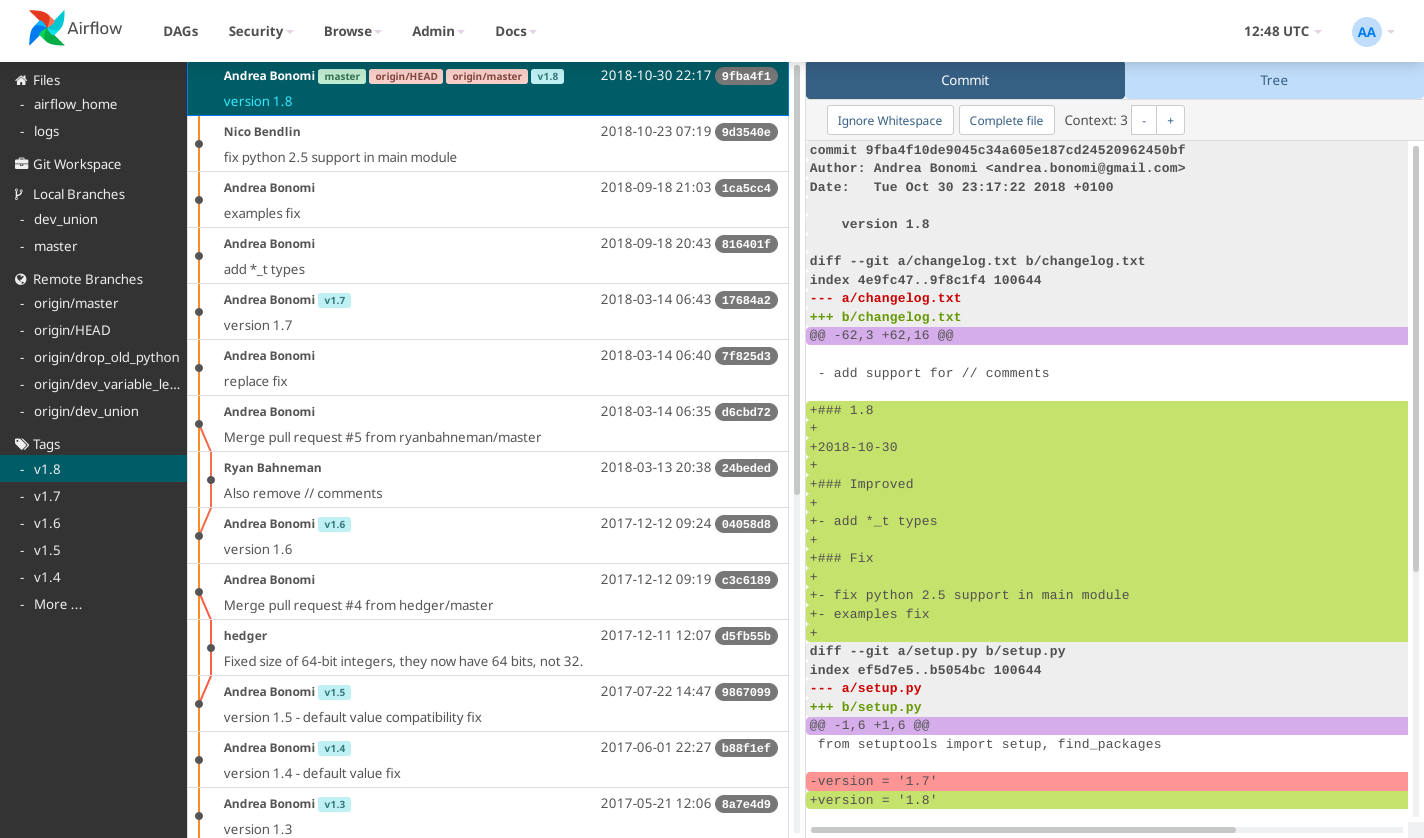 Airflow
DAGs Security Browse Admin Docs 12:48 UTC AA
Files
- airflow_home
- logs
Git Workspace
Local Branches
- dev_union
- master
Remote Branches
- origin/master
- origin/HEAD
- origin/drop_old_python
- origin/dev_variable_le...
- origin/dev_union
Tags
- v1.8
- v1.7
- v1.6
- v1.5
- v1.4
- More ...
Andrea Bonomi master origin/HEAD origin/master v1.8 2018-10-30 22:17 9fba4f1
version 1.8
Nico Bendlin 2018-10-23 07:19 9d3540e
fix python 2.5 support in main module
Andrea Bonomi 2018-09-18 21:03 1ca5cc4
examples fix
Andrea Bonomi 2018-09-18 20:43 816401f
add *_t types
Andrea Bonomi v1.7 2018-03-14 06:43 17684a2
version 1.7
Andrea Bonomi 2018-03-14 06:40 7f825d3
replace fix
Andrea Bonomi 2018-03-14 06:35 d6cbd72
Merge pull request #5 from ryanbahneman/master
Ryan Bahneman 2018-03-13 20:38 24beded
Also remove // comments
Andrea Bonomi v1.6 2017-12-12 09:24 04058d8
version 1.6
Andrea Bonomi 2017-12-12 09:19 c3c6189
Merge pull request #4 from hedger/master
hedger 2017-12-11 12:07 d5fb55b
Fixed size of 64-bit integers, they now have 64 bits, not 32.
Andrea Bonomi v1.5 2017-07-22 14:47 9867099
version 1.5 - default value compatibility fix
Andrea Bonomi v1.4 2017-06-01 22:27 b88f1ef
version 1.4 - default value fix
Andrea Bonomi v1.3 2017-05-21 12:06 8a7e4d9
version 1.3
Commit Tree
Ignore Whitespace Complete file Context: 3 - +
commit 9fba4f10de9045c34a605e187cd24520962450bf
Author: Andrea Bonomi <andrea.bonomi@gmail.com>
Date:   Tue Oct 30 23:17:22 2018 +0100
    version 1.8
diff --git a/changelog.txt b/changelog.txt
index 4e9fc47..9f8c1f4 100644
--- a/changelog.txt
+++ b/changelog.txt
@@ -62,3 +62,16 @@
 - add support for // comments
+### 1.8
+
+2018-10-30
+
+### Improved
+
+- add *_t types
+
+### Fix
+
+- fix python 2.5 support in main module
+- examples fix
+
diff --git a/setup.py b/setup.py
index ef5d7e5..b5054bc 100644
--- a/setup.py
+++ b/setup.py
@@ -1,6 +1,6 @@
 from setuptools import setup, find_packages
-version = '1.7'
+version = '1.8'